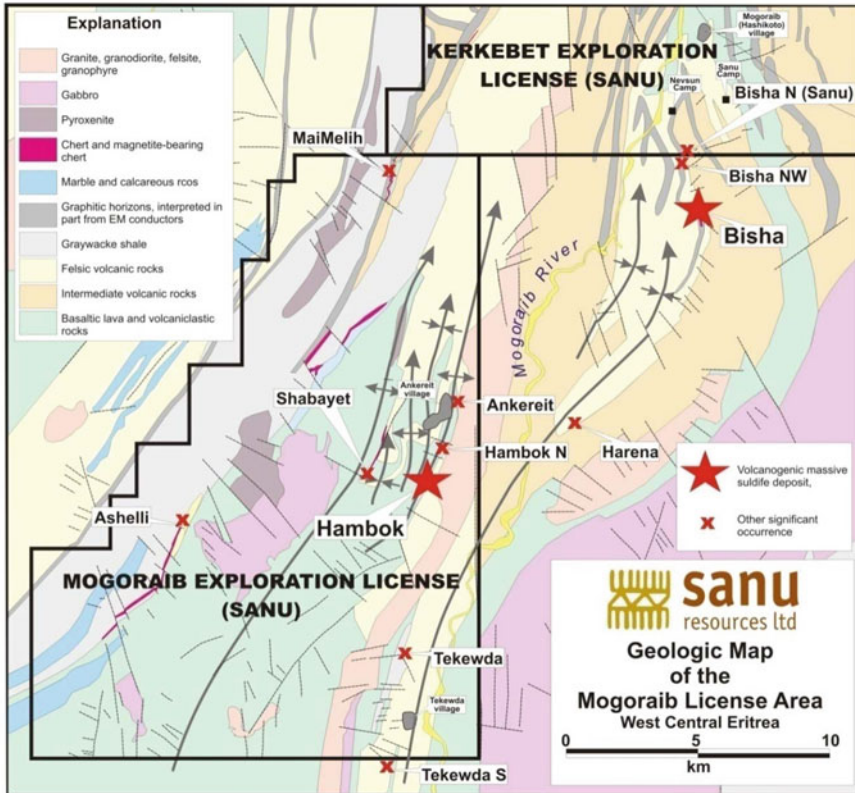 Explanation
Granite, granodiorite, felsite,
granophyre
Gabbro
Pyroxenite
Chert and magnetite-bearing
chert
Marble and calcareous rcos
Graphitic horizons, interpreted in
part from EM conductors
Graywacke shale
Felsic volcanic rocks
Intermediate volcanic rocks
Basaltic lava and volcaniclastic
rocks
KERKEBET EXPLORATION
LICENSE (SANU)
Mogoraib
(Hashikoto)
village
Nevsun
Camp
Sanu
Camp
Bisha N (Sanu)
MaiMelih
Bisha NW
Bisha
Mogoraib River
Shabayet
Ankereit
village
Ankereit
Hambok N
Harena
Ashelli
Hambok
MOGORAIB EXPLORATION LICENSE
(SANU)
Tekewda
Tekewda
village
Tekewda S
Volcanogenic massive
suldife deposit,
Other significant
occurrence
sanu
resources ltd
Geologic Map
of the
Mogoraib License Area
West Central Eritrea
0 5 10
km